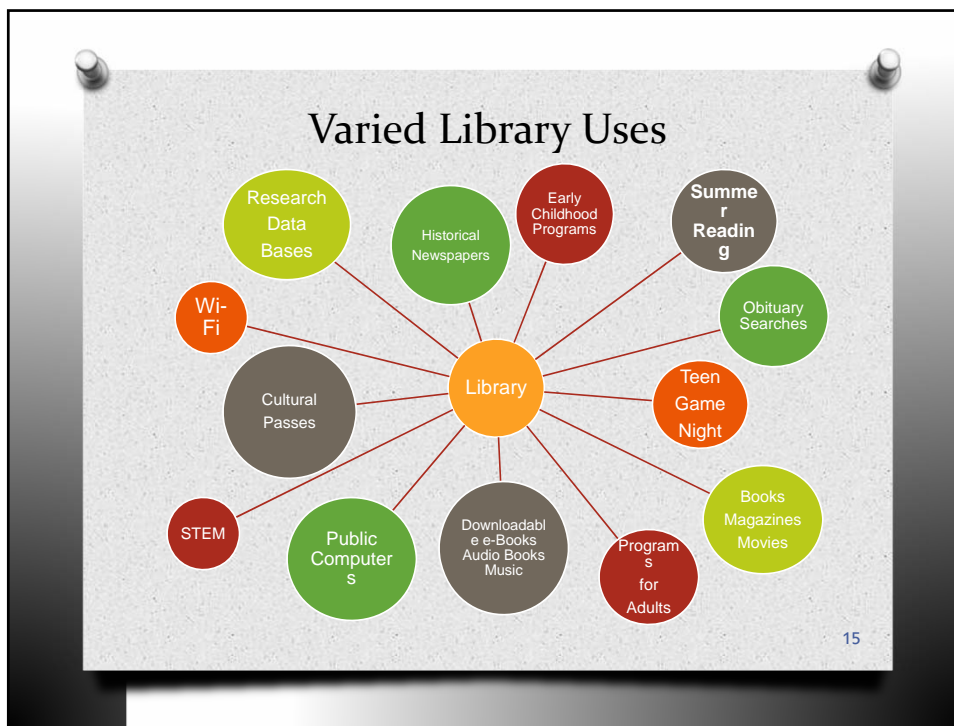 Varied Library Uses
Research
Data
Bases
Historical
Newspapers
Early
Childhood
Programs
Summe
r
Readin
g
Wi-
Fi
Obituary
Searches
Library
Cultural
Passes
Teen
Game
Night
STEM
Public
Computer
s
Downloadabl
e e-Books
Audio Books
Music
Program
s
for
Adults
Books
Magazines
Movies
15